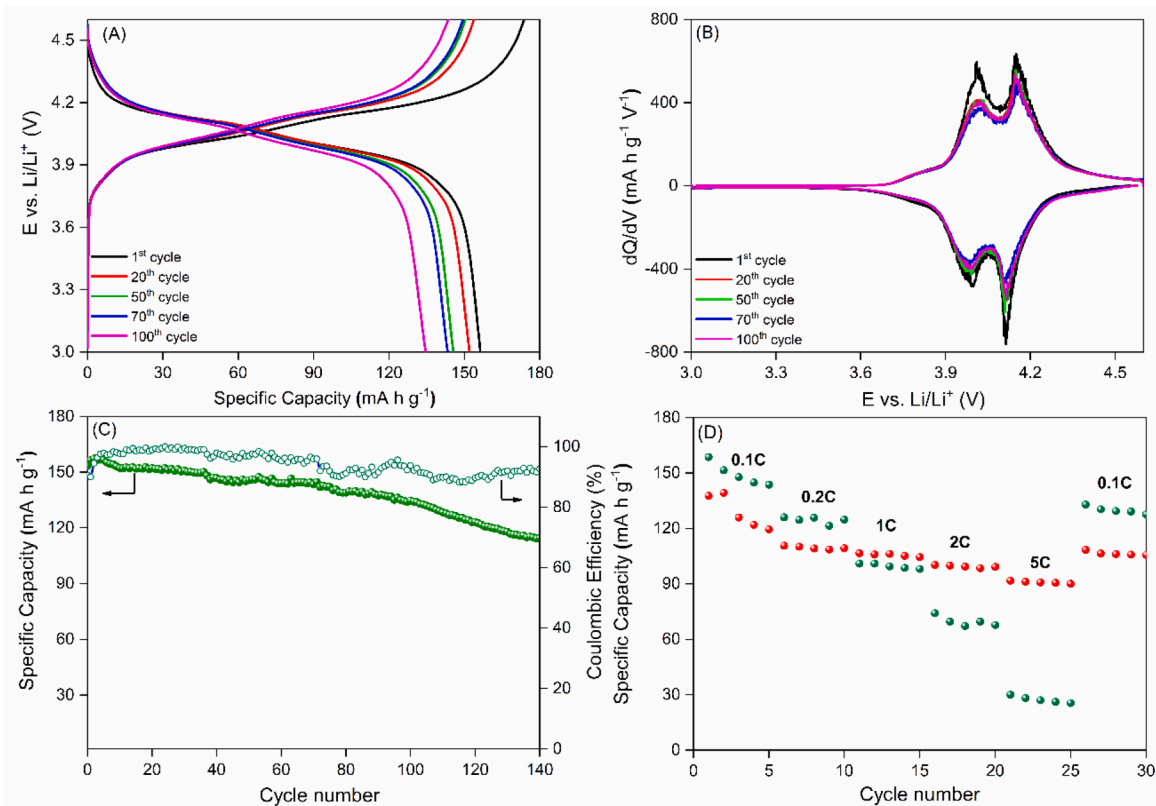 (A)
4.5
4.2
3.9
3.6
3.3
3.0
E vs. Li/Li⁺ (V)
1st cycle
20th cycle
50th cycle
70th cycle
100th cycle
0 30 60 90 120 150 180
Specific Capacity (mA h g⁻¹)
(B)
800
400
0
-400
-800
dQ/dV (mA h g⁻¹ V⁻¹)
1st cycle
20th cycle
50th cycle
70th cycle
100th cycle
3.0 3.3 3.6 3.9 4.2 4.5
E vs. Li/Li⁺ (V)
(C)
180
150
120
90
60
30
Specific Capacity (mA h g⁻¹)
100
80
60
40
20
0
Coulombic Efficiency (%)
0 20 40 60 80 100 120 140
Cycle number
(D)
180
150
120
90
60
30
0
Specific Capacity (mA h g⁻¹)
0.1C
0.2C
1C
2C
5C
0.1C
0 5 10 15 20 25 30
Cycle number